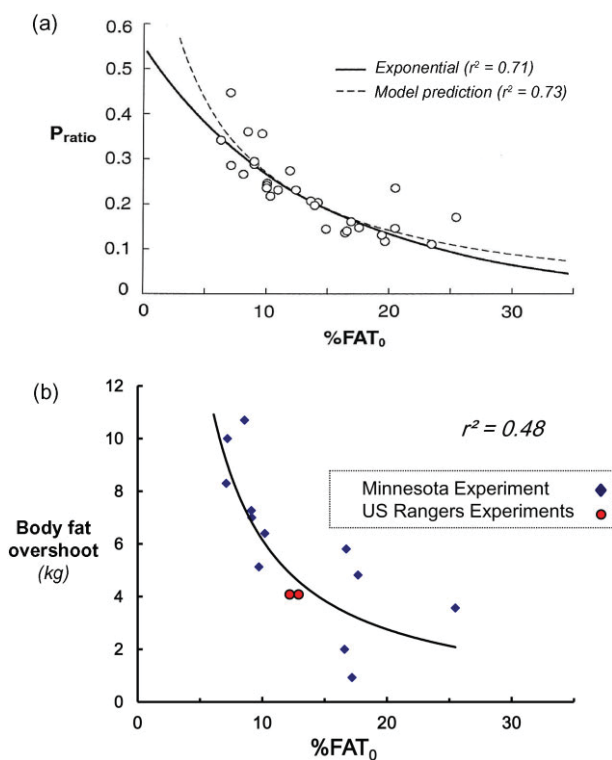 (a)
0.6
0.5
0.4
0.3
0.2
0.1
0
P_ratio
Exponential (r² = 0.71)
Model prediction (r² = 0.73)
0 10 20 30
%FAT₀
(b)
12
10
8
6
4
2
0
Body fat
overshoot
(kg)
r² = 0.48
Minnesota Experiment
US Rangers Experiments
0 10 20 30
%FAT₀